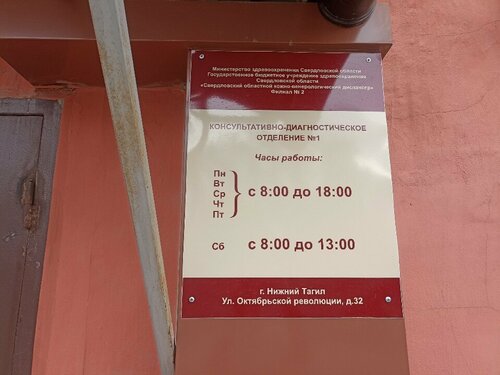 Министерство здравоохранения Свердловской области
Государственное бюджетное учреждение здравоохранения
Свердловской области
«Свердловский областной кожно-венерологический диспансер»
Филиал № 2
КОНСУЛЬТАТИВНО-ДИАГНОСТИЧЕСКОЕ
ОТДЕЛЕНИЕ №1
Часы работы:
Пн
Вт
Ср с 8:00 до 18:00
Чт
Пт
Сб с 8:00 до 13:00
г. Нижний Тагил
Ул. Октябрьской революции, д.32